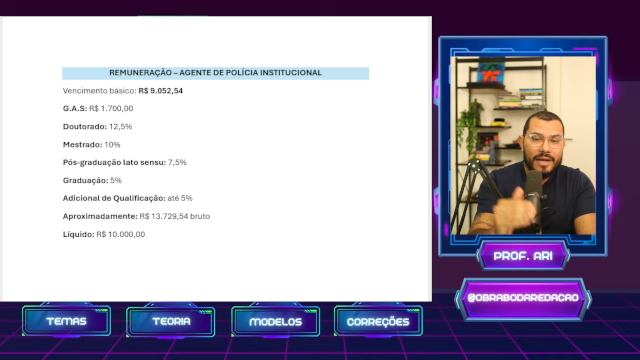 REMUNERAÇÃO – AGENTE DE POLÍCIA INSTITUCIONAL
Vencimento básico: R$ 9.052,54
G.A.S: R$ 1.700,00
Doutorado: 12,5%
Mestrado: 10%
Pós-graduação lato sensu: 7,5%
Graduação: 5%
Adicional de Qualificação: até 5%
Aproximadamente: R$ 13.729,54 bruto
Líquido: R$ 10.000,00
PROF. ARI
@OBRABODAREDACAO
TEMAS
TEORIA
MODELOS
CORREÇÕES